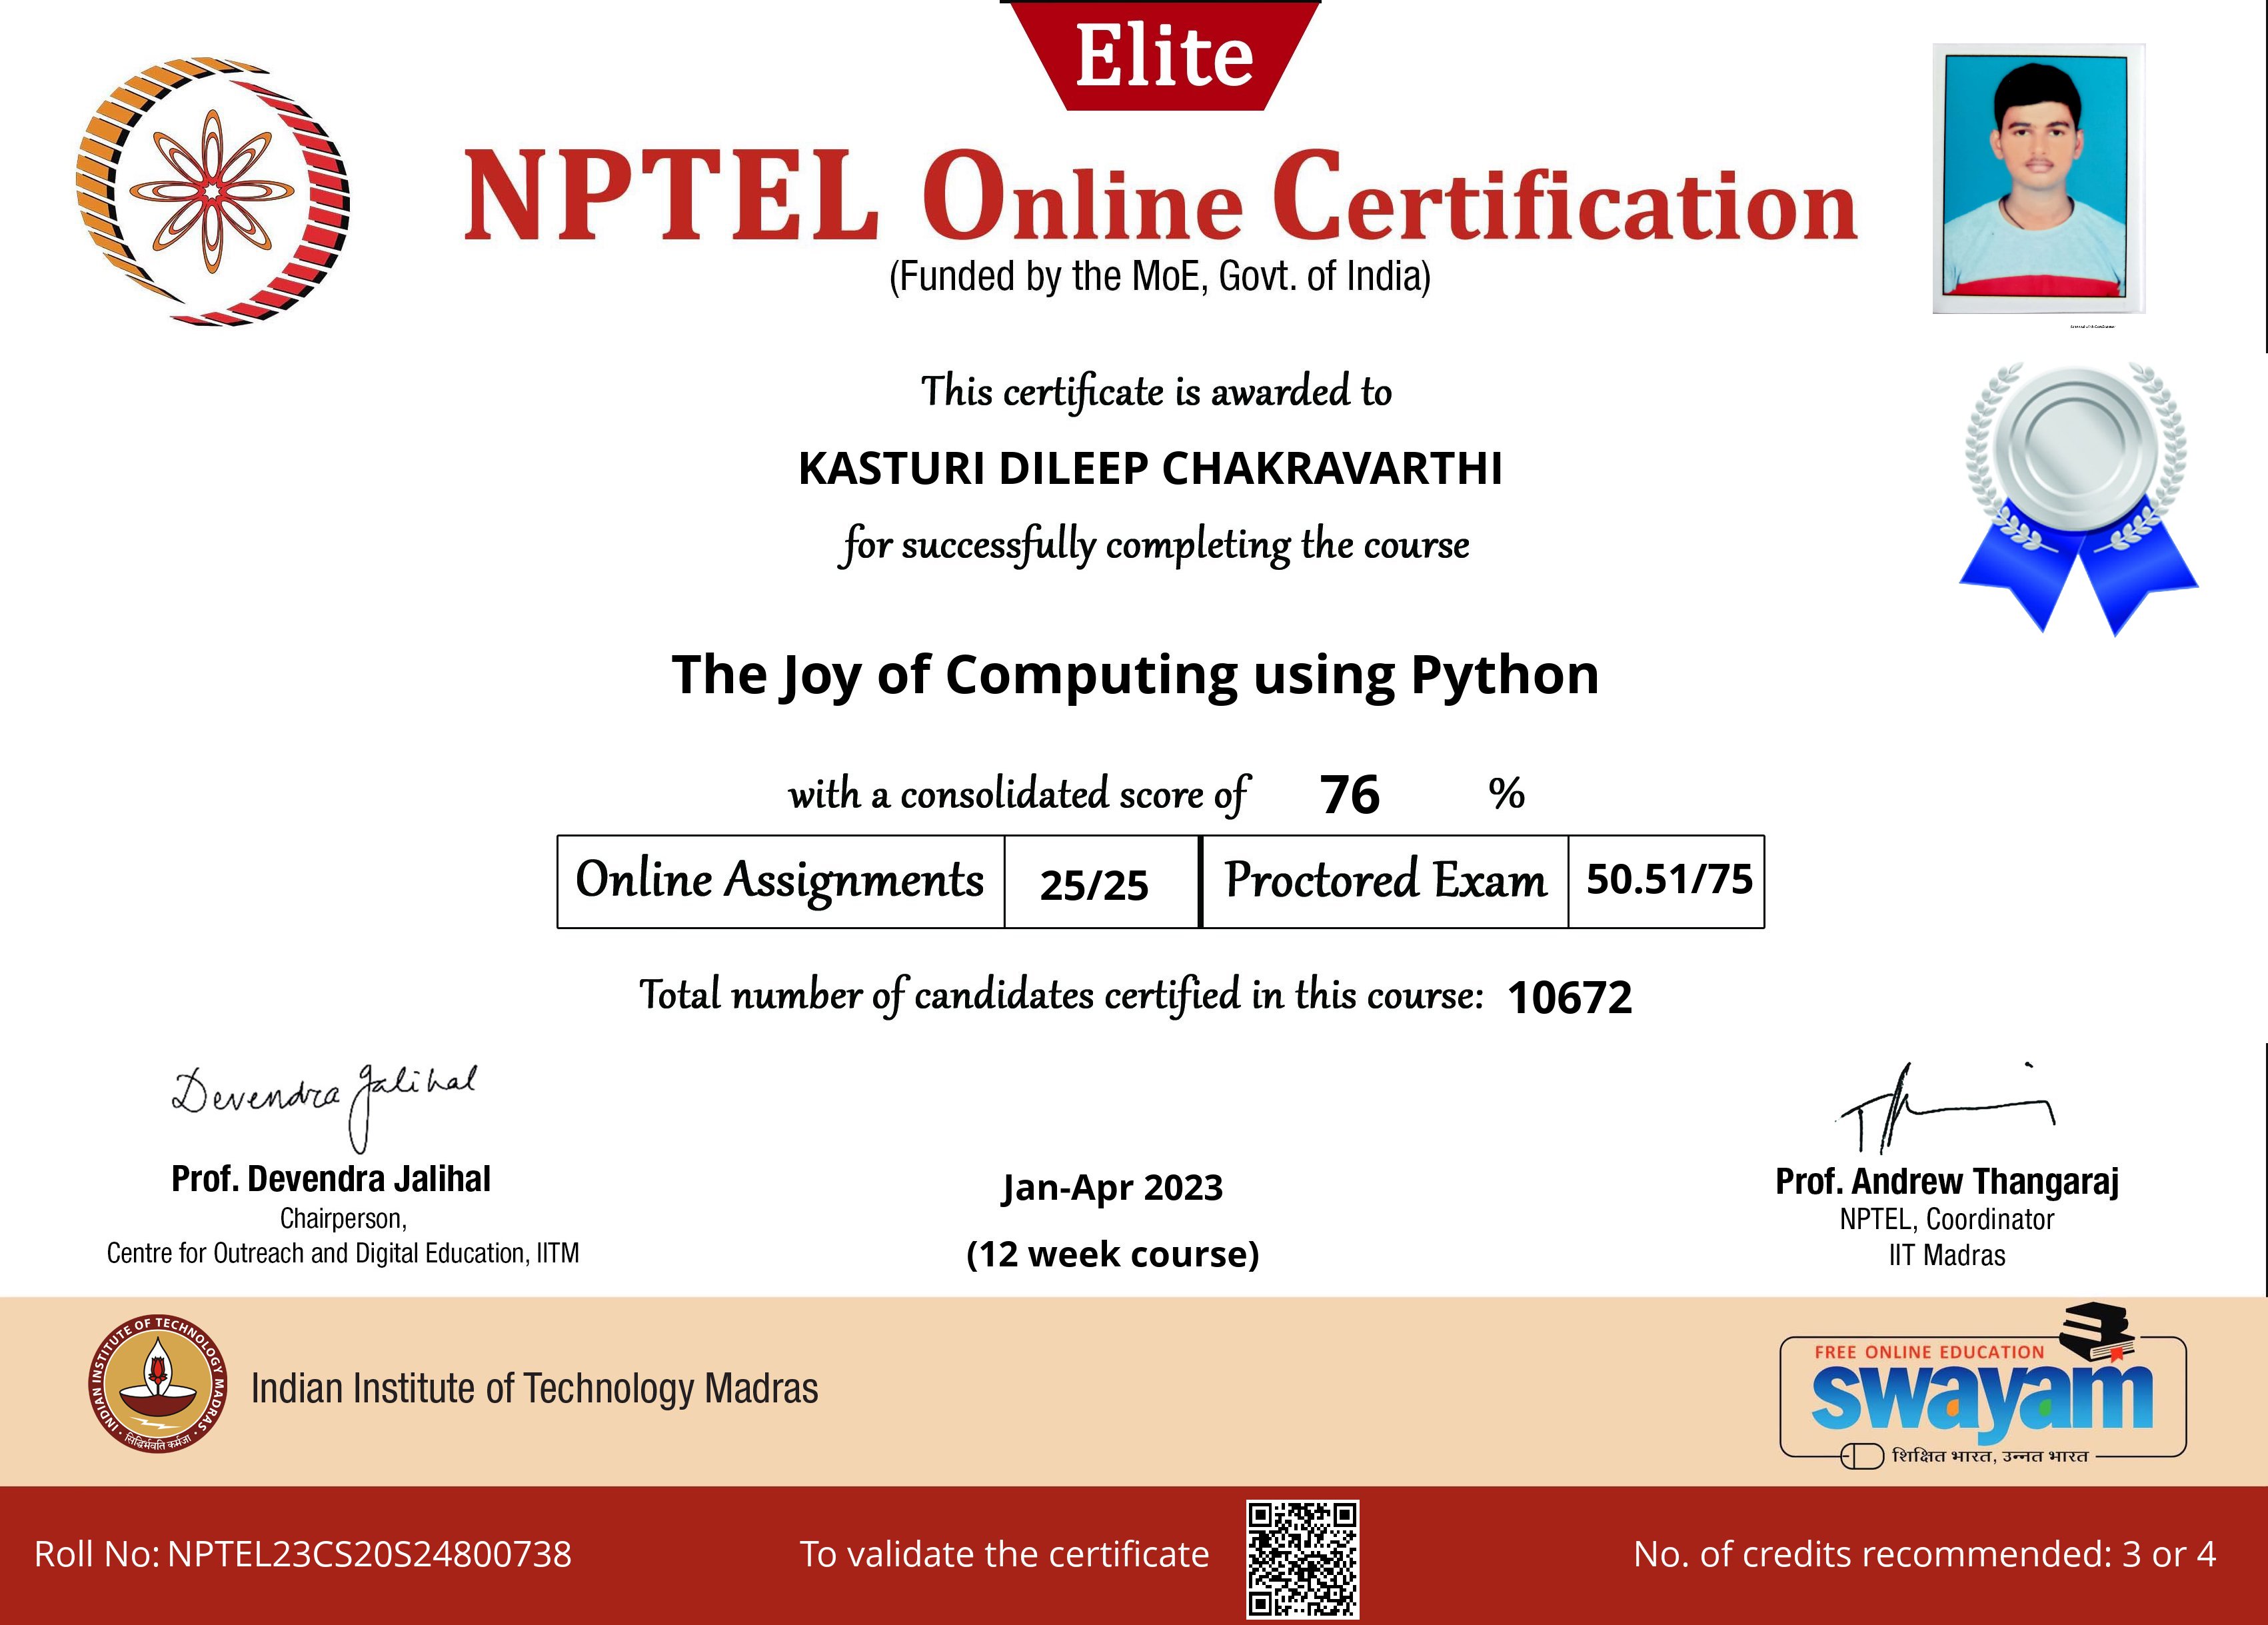 Elite
NPTEL Online Certification
(Funded by the MoE, Govt. of India)
This certificate is awarded to
KASTURI DILEEP CHAKRAVARTHI
for successfully completing the course
The Joy of Computing using Python
with a consolidated score of 76 %
Online Assignments 25/25 Proctored Exam 50.51/75
Total number of candidates certified in this course: 10672
Devendra Jalihal
Prof. Devendra Jalihal
Chairperson,
Centre for Outreach and Digital Education, IITM
Jan-Apr 2023
(12 week course)
Prof. Andrew Thangaraj
NPTEL, Coordinator
IIT Madras
INDIAN INSTITUTE OF TECHNOLOGY MADRAS
सिद्धिर्भवति कर्मजा
Indian Institute of Technology Madras
FREE ONLINE EDUCATION
swayam
शिक्षित भारत, उन्नत भारत
Roll No: NPTEL23CS20S24800738
To validate the certificate
No. of credits recommended: 3 or 4